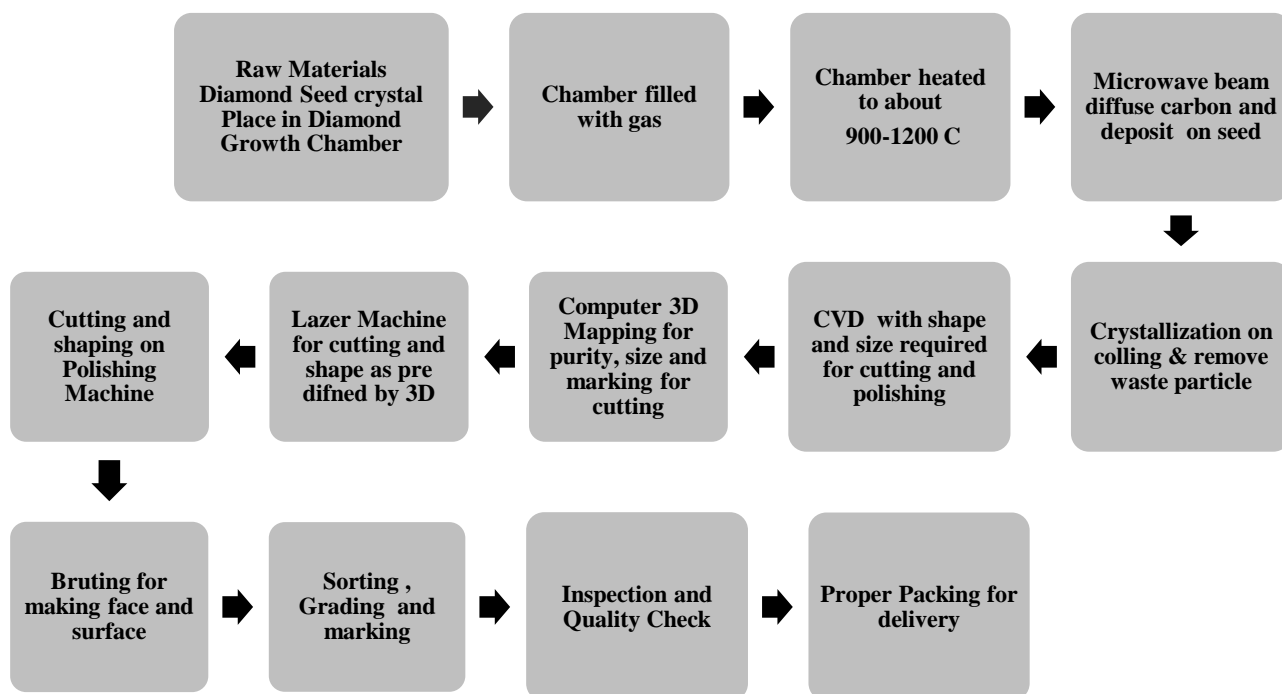 Raw Materials
Diamond Seed crystal
Place in Diamond
Growth Chamber
Chamber filled
with gas
Chamber heated
to about
900-1200 C
Microwave beam
diffuse carbon and
deposit on seed
Crystallization on
colling & remove
waste particle
CVD with shape
and size required
for cutting and
polishing
Computer 3D
Mapping for
purity, size and
marking for
cutting
Lazer Machine
for cutting and
shape as pre
difned by 3D
Cutting and
shaping on
Polishing
Machine
Bruting for
making face and
surface
Sorting ,
Grading and
marking
Inspection and
Quality Check
Proper Packing for
delivery